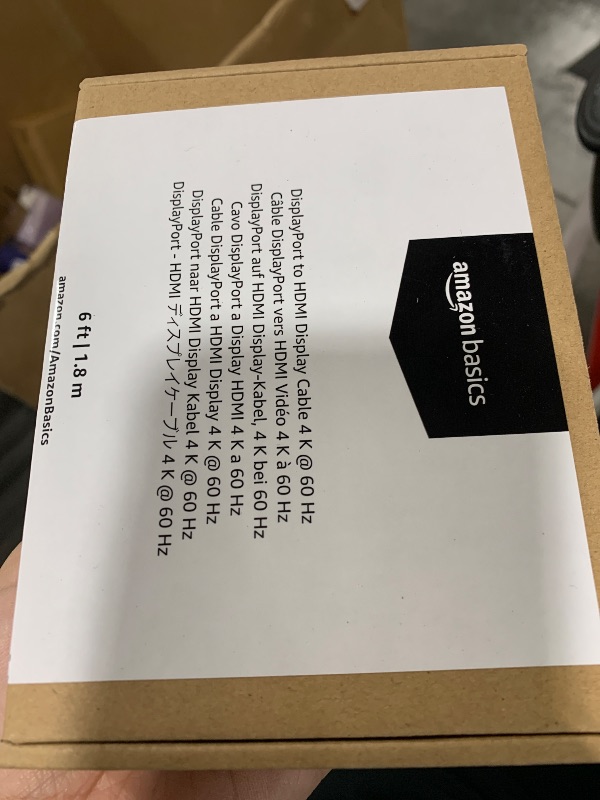 amazon basics
DisplayPort to HDMI Display Cable 4 K @ 60 Hz
Câble DisplayPort vers HDMI Vidéo 4 K à 60 Hz
DisplayPort auf HDMI Display-Kabel, 4 K bei 60 Hz
Cavo DisplayPort a Display HDMI 4 K a 60 Hz
Cable DisplayPort a HDMI Display 4 K @ 60 Hz
DisplayPort naar HDMI Display Kabel 4 K @ 60 Hz
DisplayPort - HDMI ディスプレイケーブル 4 K @ 60 Hz
6 ft | 1.8 m
amazon.com/AmazonBasics